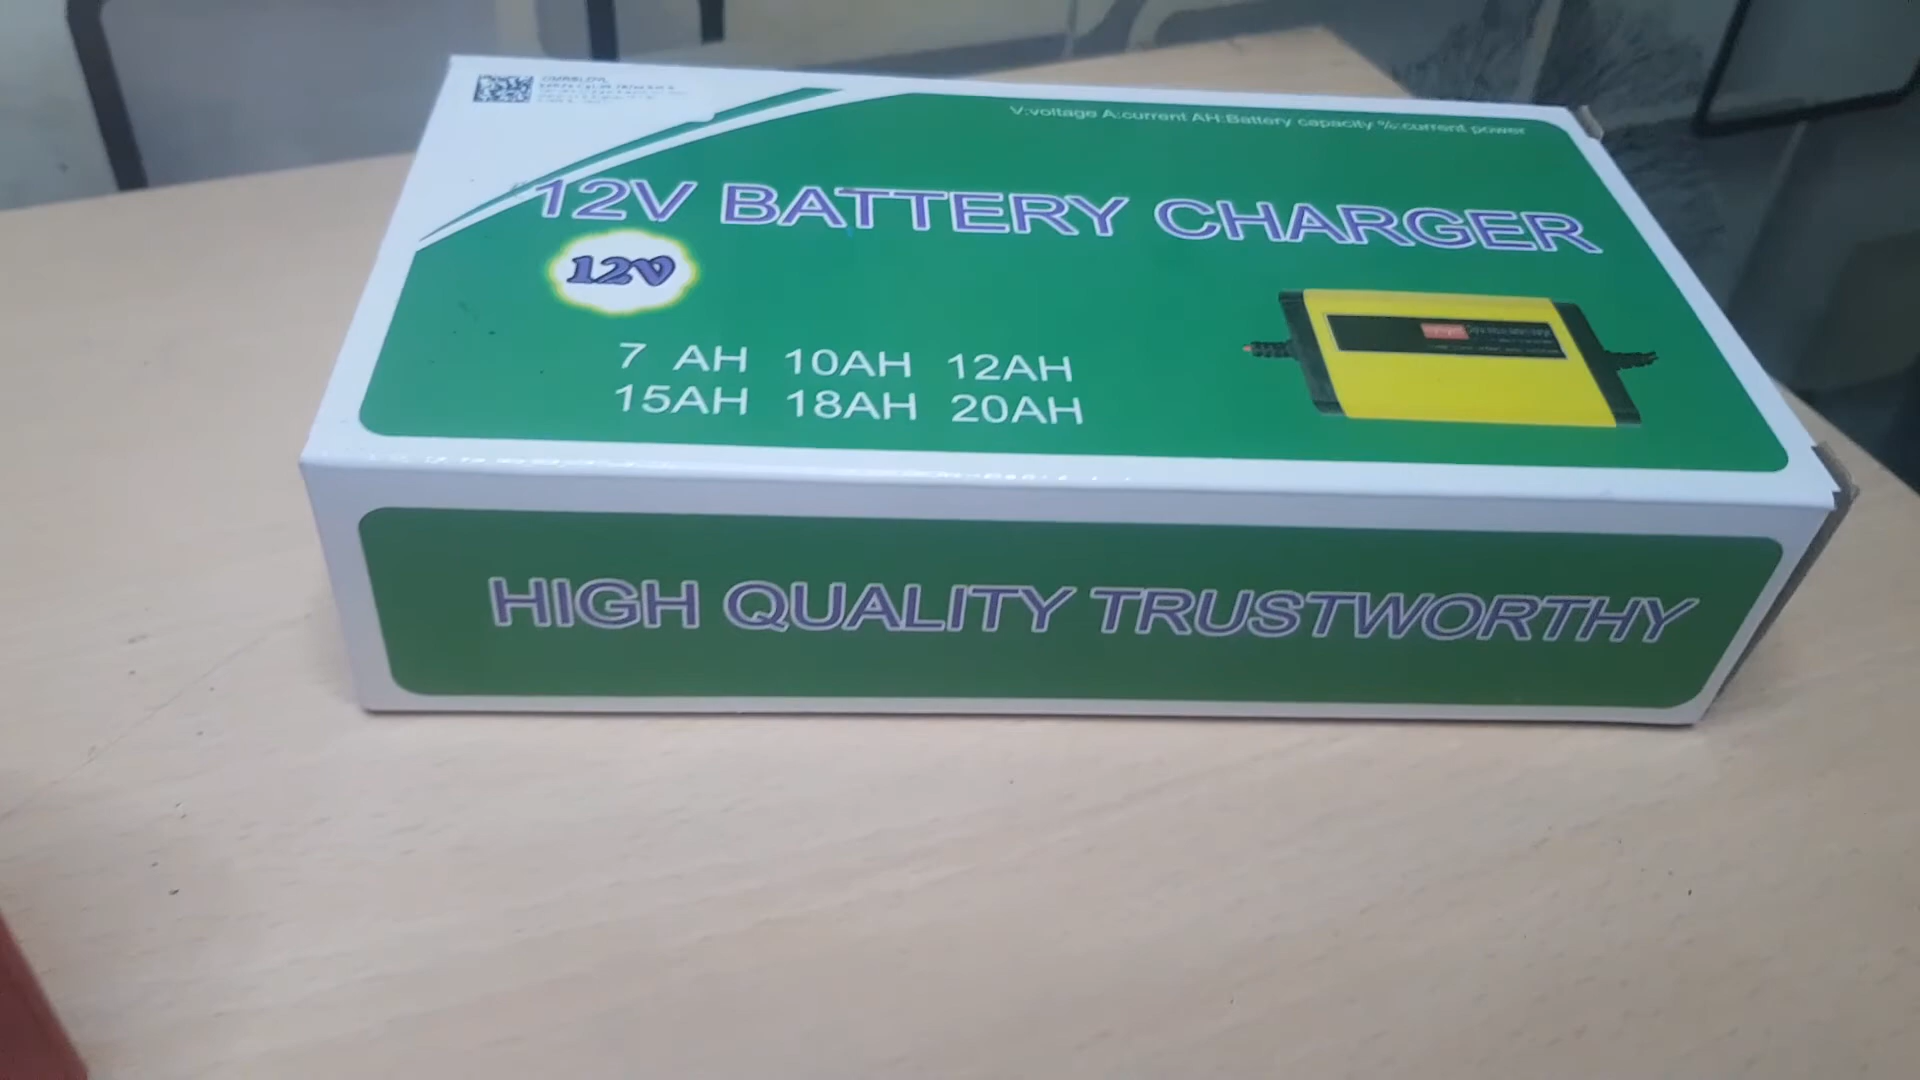 V:voltage A:current AH:Battery capacity %:current power
12V BATTERY CHARGER
12V
7 AH 10AH 12AH
15AH 18AH 20AH
HIGH QUALITY TRUSTWORTHY